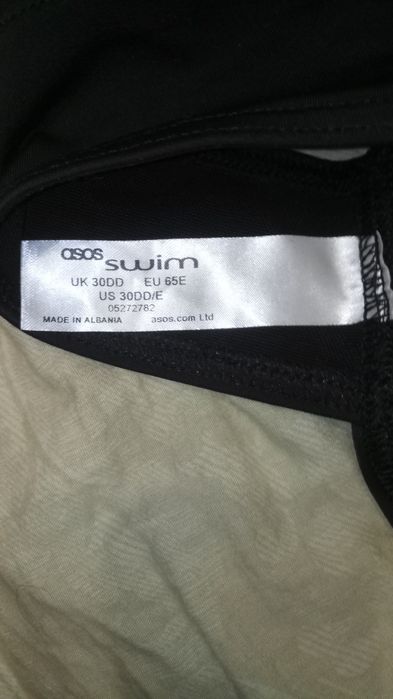 asos swim
UK 30DD EU 65E
US 30DD/E
05272782
MADE IN ALBANIA asos.com Ltd